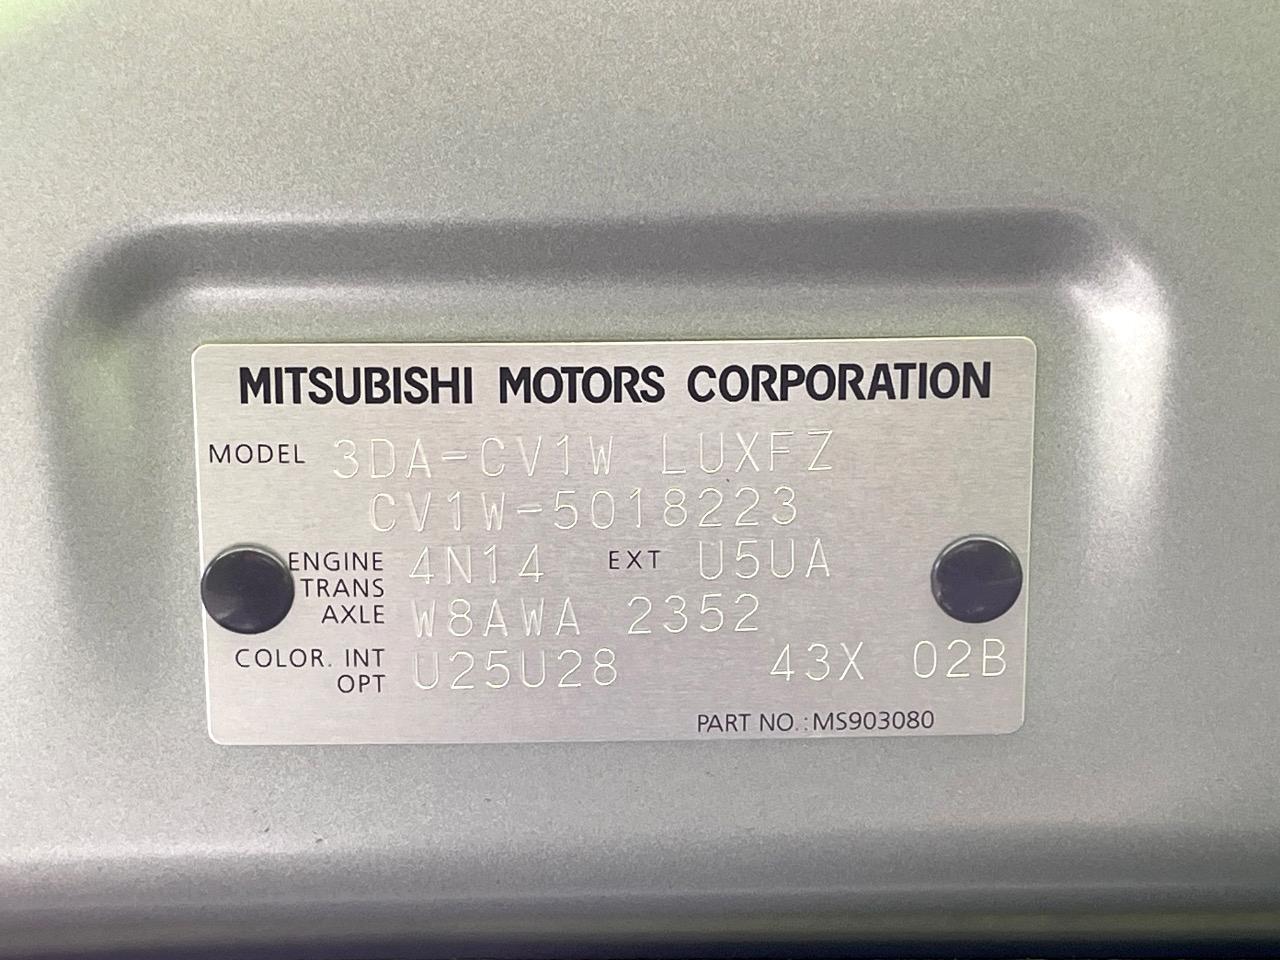 MITSUBISHI MOTORS CORPORATION
MODEL 3DA-CV1W LUXFZ
CV1W-5018223
ENGINE 4N14 EXT U5UA
TRANS
AXLE W8AWA 2352
COLOR. INT
OPT U25U28 43X 02B
PART NO.:MS903080